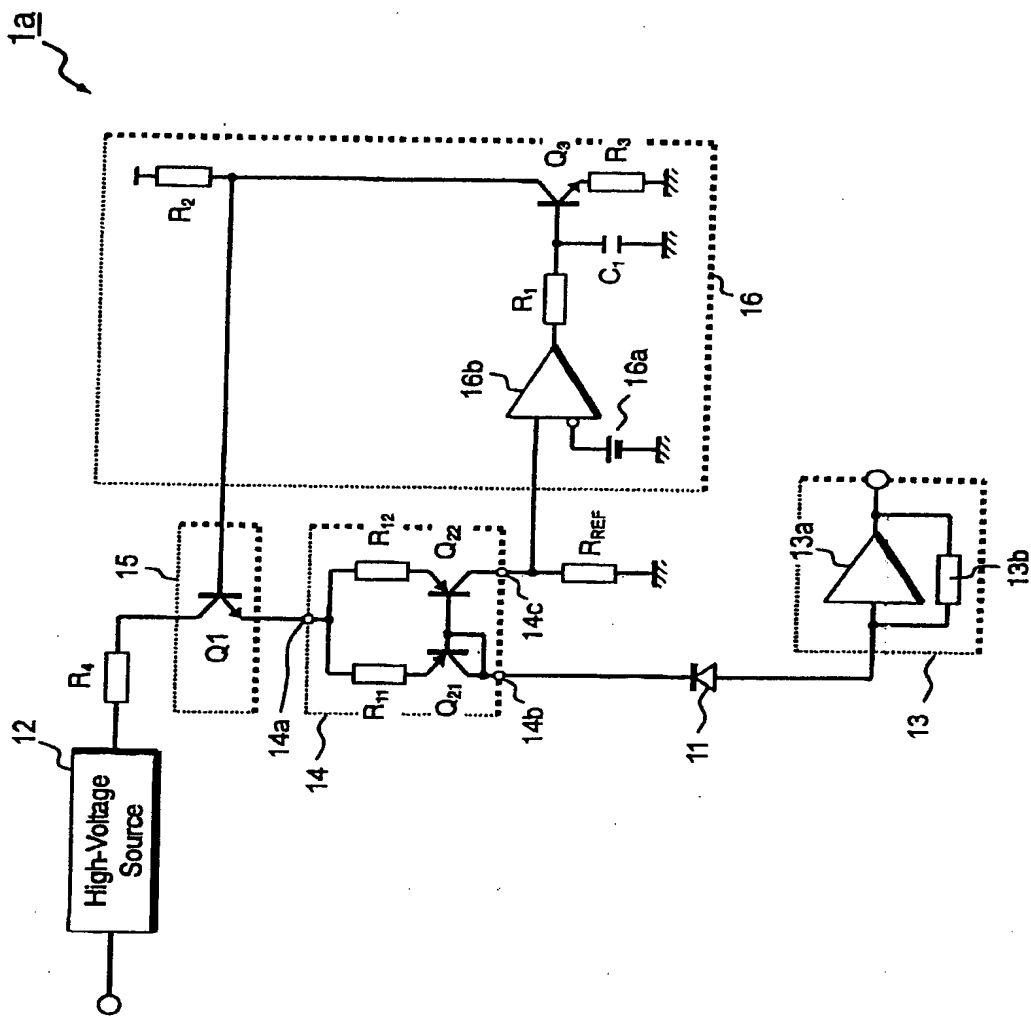 1a
12
High-Voltage
Source
R4
15
Q1
R2
Q3
R3
C1
R1
16
16b
16a
14a
14
R11
R12
Q21
Q22
14b
14c
RREF
11
13a
13b
13